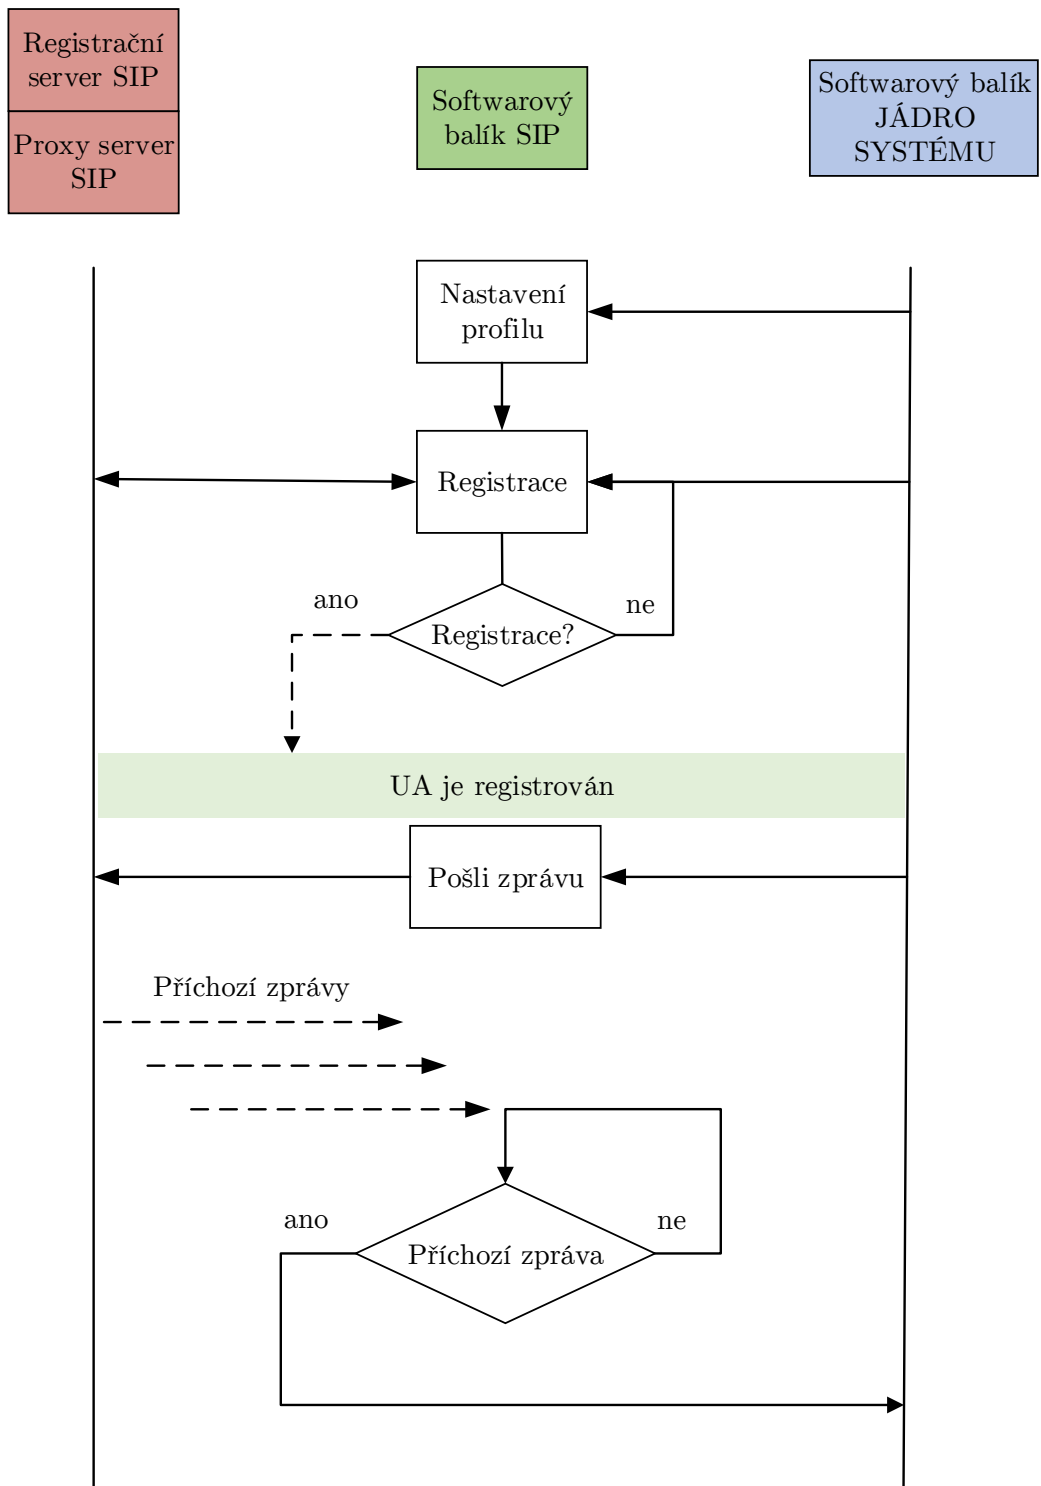 Registrační
server SIP
Proxy server
SIP
Softwarový
balík SIP
Softwarový balík
JÁDRO
SYSTÉMU
Nastavení
profilu
Registrace
ano
ne
Registrace?
UA je registrován
Pošli zprávu
Příchozí zprávy
ano
ne
Příchozí zpráva